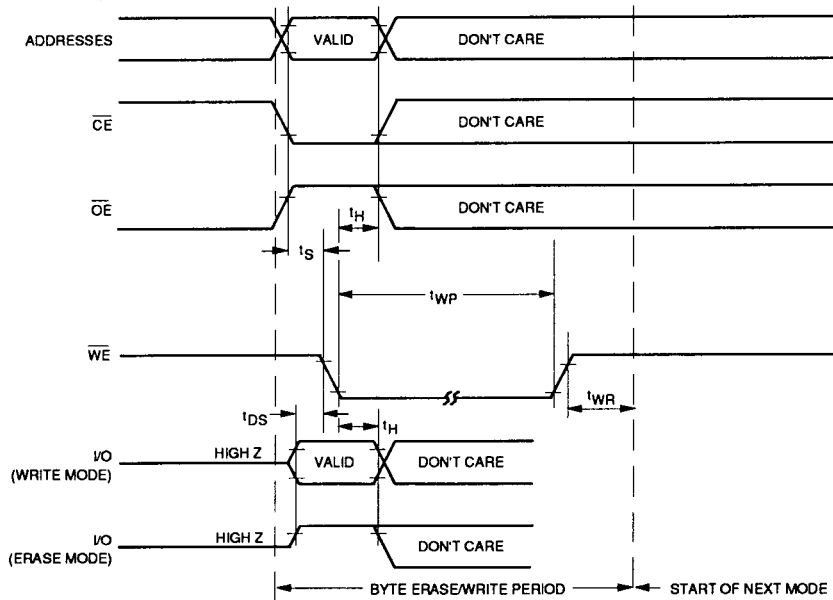 ADDRESSES
VALID
DON'T CARE
CE
DON'T CARE
OE
DON'T CARE
tH
tS
tWP
WE
tWR
tDS
tH
I/O
(WRITE MODE)
HIGH Z
VALID
DON'T CARE
I/O
(ERASE MODE)
HIGH Z
DON'T CARE
BYTE ERASE/WRITE PERIOD
START OF NEXT MODE